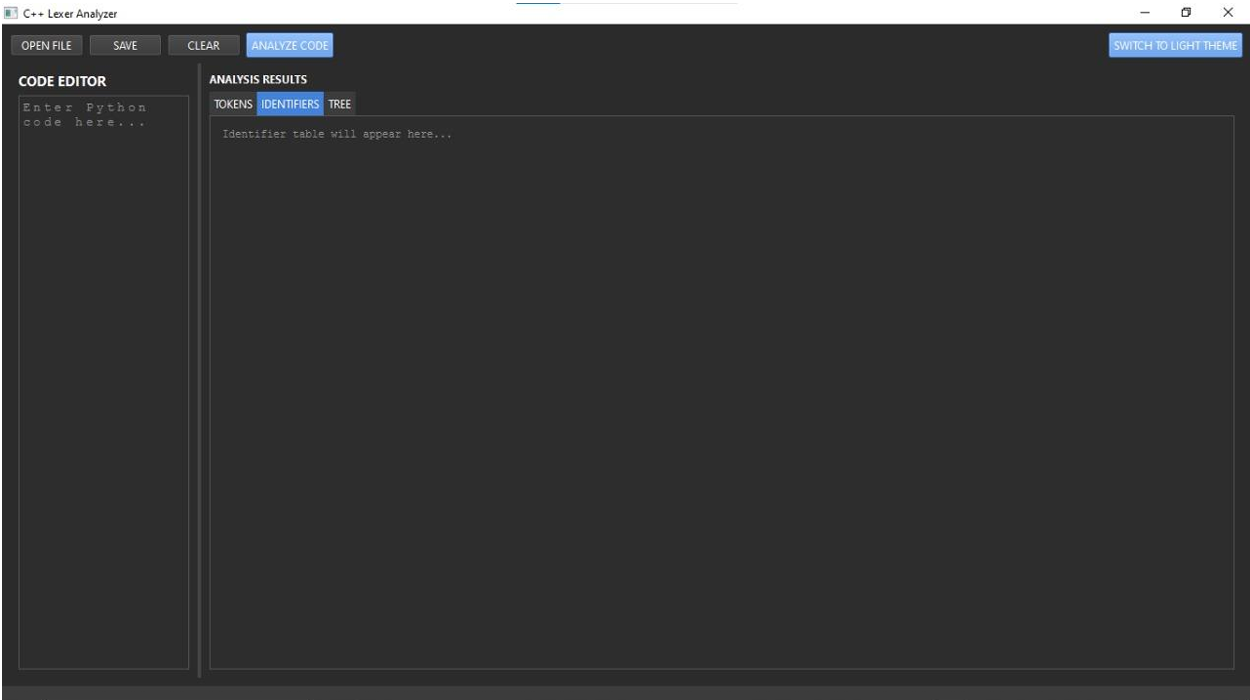 C++ Lexer Analyzer
OPEN FILE SAVE CLEAR ANALYZE CODE SWITCH TO LIGHT THEME
CODE EDITOR
Enter Python
code here...
ANALYSIS RESULTS
TOKENS IDENTIFIERS TREE
Identifier table will appear here...